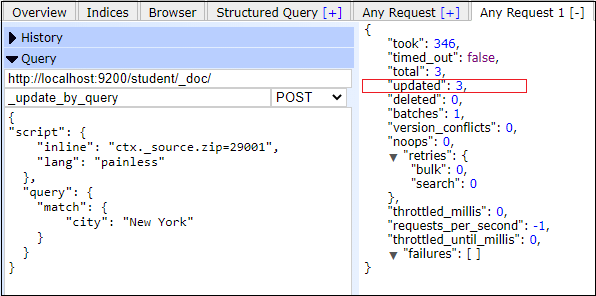 Overview Indices Browser Structured Query [+] Any Request [+] Any Request 1 [-]
History
Query
http://localhost:9200/student/_doc/
_update_by_query POST
{
"script": {
"inline": "ctx._source.zip=29001",
"lang": "painless"
},
"query": {
"match": {
"city": "New York"
}
}
}
{
"took": 346,
"timed_out": false,
"total": 3,
"updated": 3,
"deleted": 0,
"batches": 1,
"version_conflicts": 0,
"noops": 0,
"retries": {
"bulk": 0,
"search": 0
},
"throttled_millis": 0,
"requests_per_second": -1,
"throttled_until_millis": 0,
"failures": [ ]
}